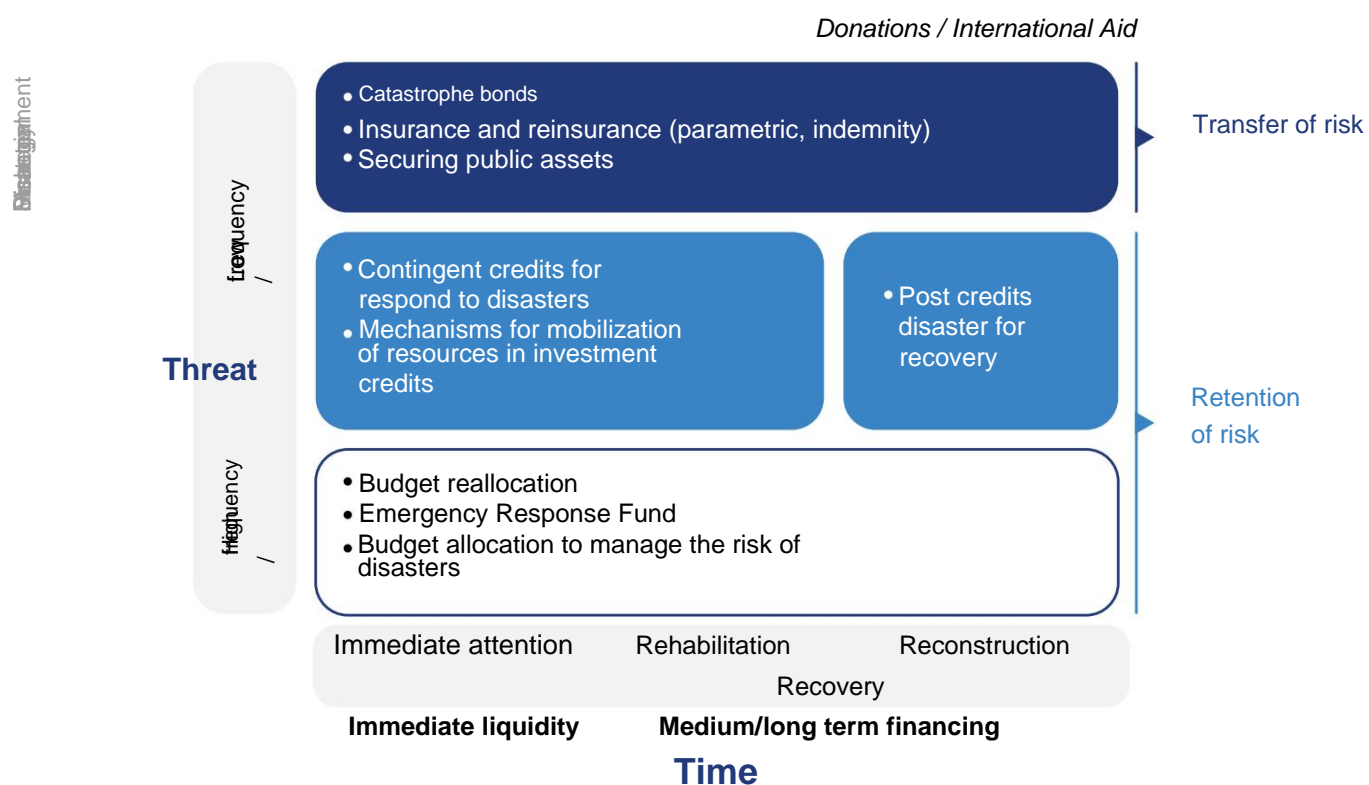 Donations / International Aid
Catastrophe bonds
Insurance and reinsurance (parametric, indemnity)
Securing public assets
Transfer of risk
frequency
/
Contingent credits for
respond to disasters
Mechanisms for mobilization
of resources in investment
credits
Post credits
disaster for
recovery
Threat
Retention
of risk
/
Budget reallocation
Emergency Response Fund
Budget allocation to manage the risk of
disasters
Immediate attention
Rehabilitation
Reconstruction
Recovery
Immediate liquidity
Medium/long term financing
Time